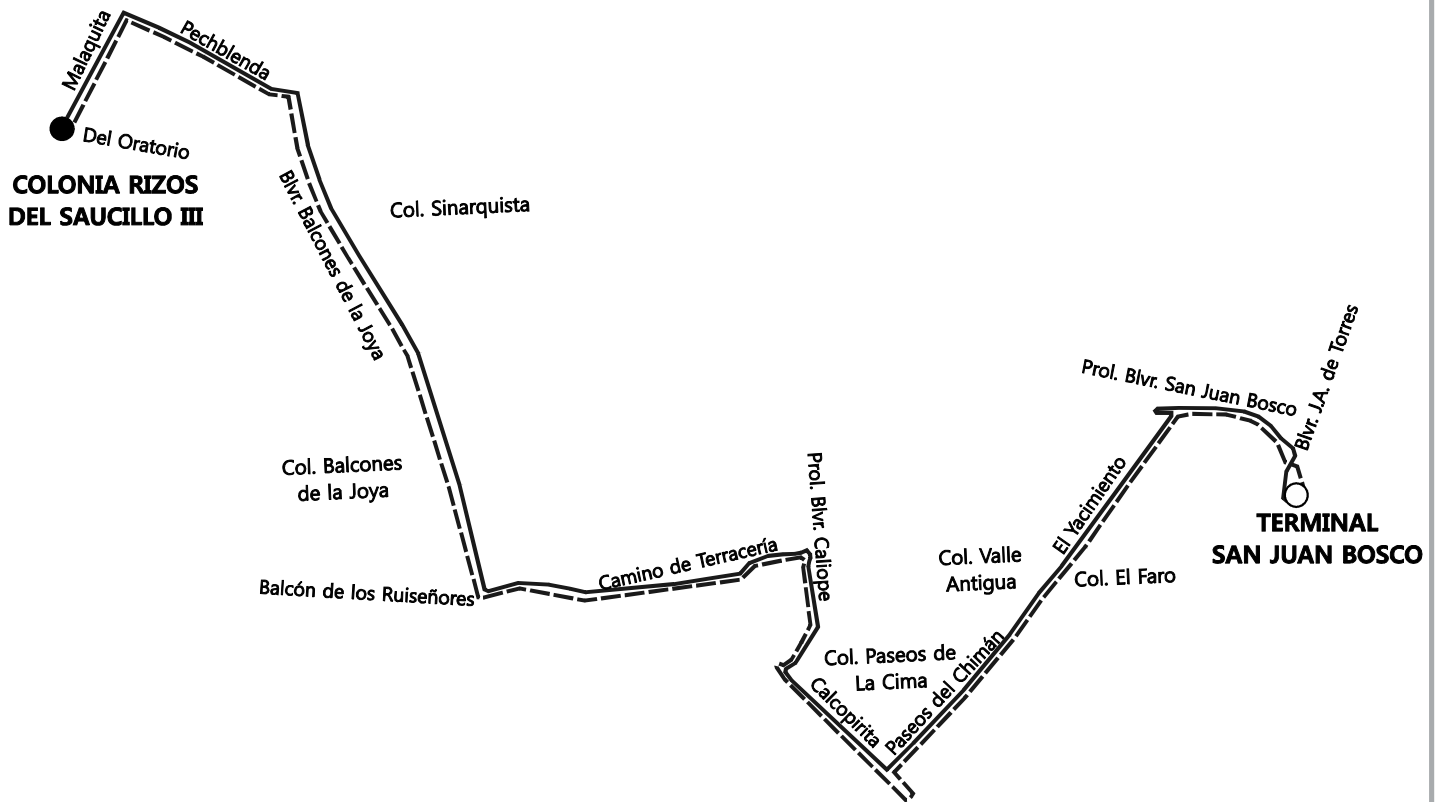 Malaquita
Pechblenda
Del Oratorio
COLONIA RIZOS
DEL SAUCILLO III
Blvr. Balcones de la Joya
Col. Sinarquista
Col. Balcones
de la Joya
Balcón de los Ruiseñores
Camino de Terracería
Prol. Blvr. Caliope
Col. Paseos de
La Cima
Calcopirita
Paseos del Chimán
Col. Valle
Antigua
El Yacimiento
Col. El Faro
Prol. Blvr. San Juan Bosco
Blvr. J.A. de Torres
TERMINAL
SAN JUAN BOSCO